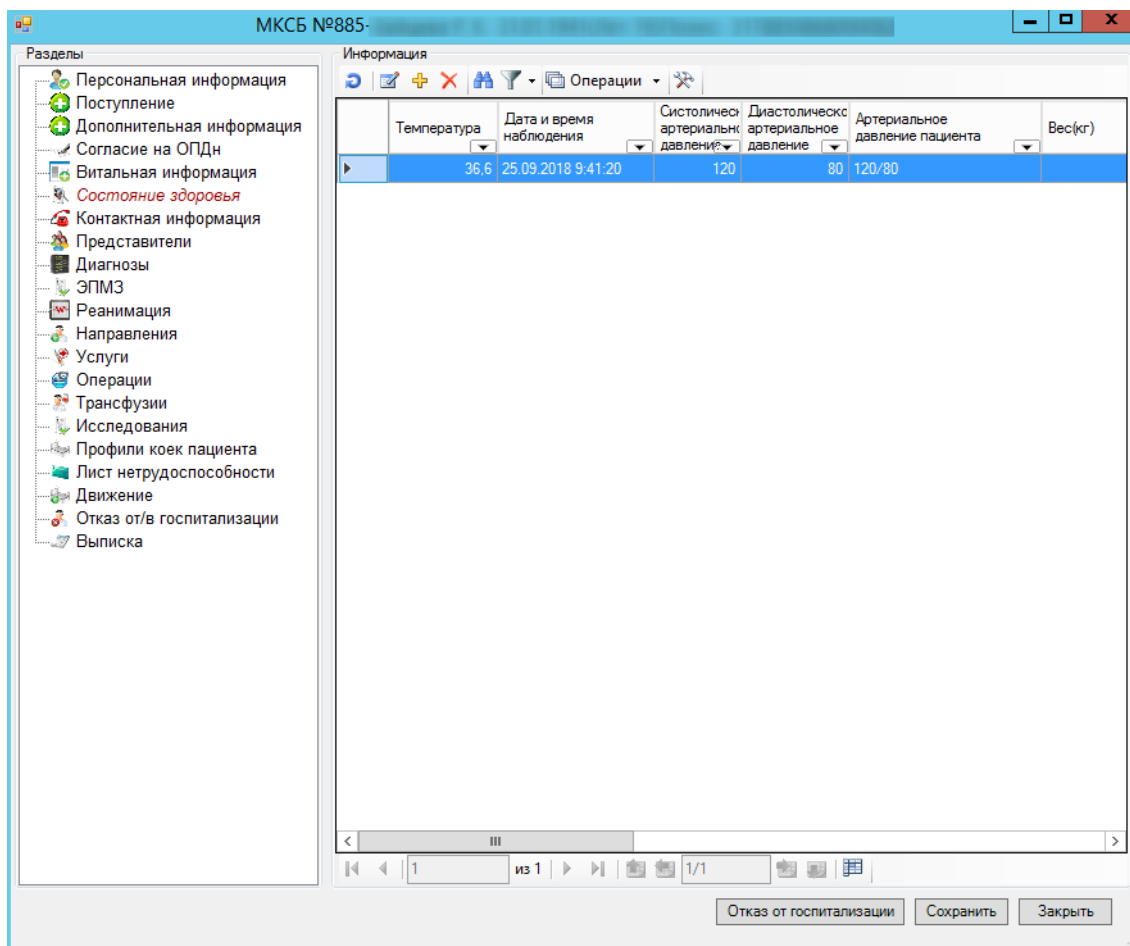 МКСБ №885-
Разделы
Персональная информация
Поступление
Дополнительная информация
Согласие на ОПДн
Витальная информация
Состояние здоровья
Контактная информация
Представители
Диагнозы
ЭПМЗ
Реанимация
Направления
Услуги
Операции
Трансфузии
Исследования
Профили коек пациента
Лист нетрудоспособности
Движение
Отказ от/в госпитализации
Выписка
Информация
Операции
Температура
Дата и время
наблюдения
Систолическ
артериальн
давление
Диастолическо
артериальное
давление
Артериальное
давление пациента
Вес(кг)
36,6 25.09.2018 9:41:20 120 80 120/80
1 из 1 1/1
Отказ от госпитализации Сохранить Закрыть